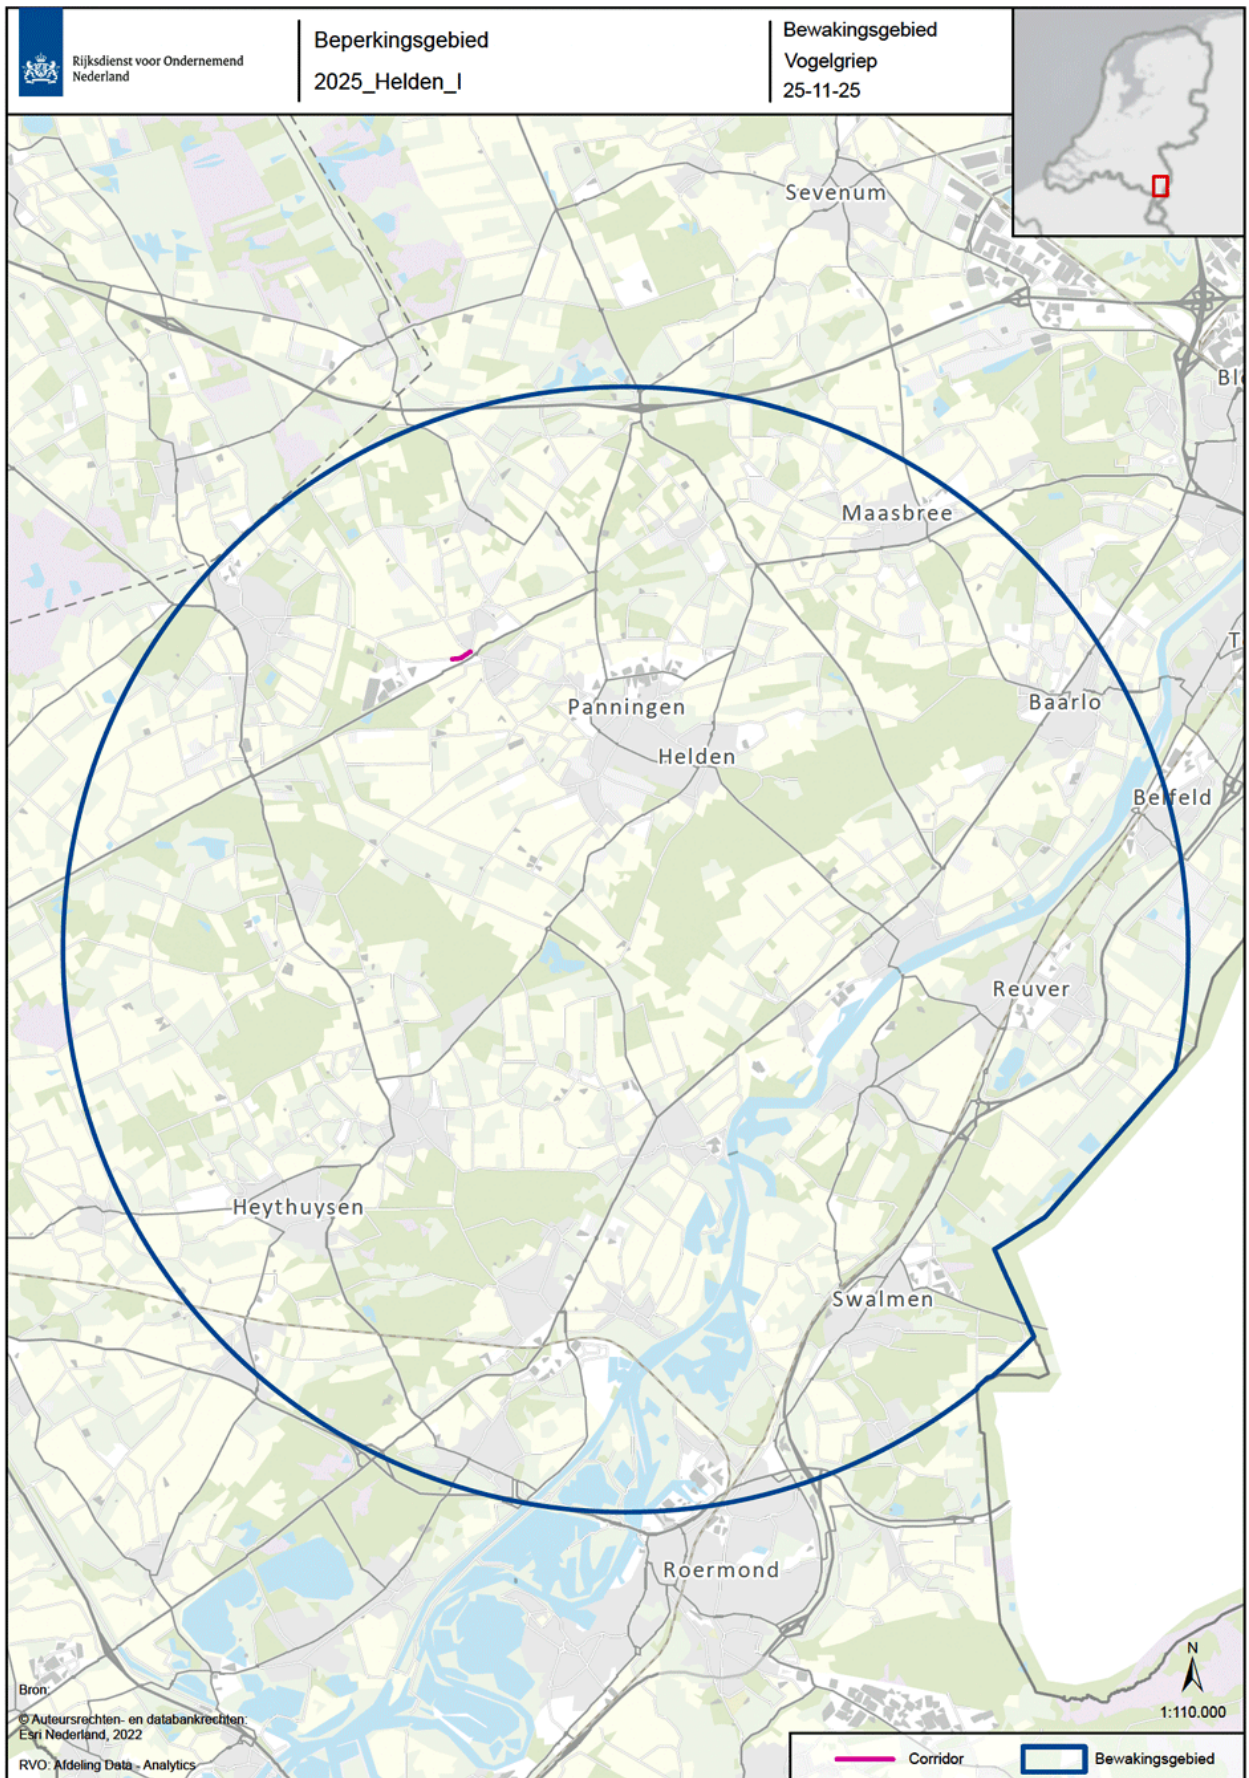 Rijksdienst voor Ondernemend
Nederland
Beperkingsgebied
2025_Helden_I
Bewakingsgebied
Vogelgriep
25-11-25
Sevenum
Maasbree
Panningen
Helden
Baarlo
Belfeld
Reuver
Heythuysen
Swalmen
Roermond
N
1:110.000
Bron:
© Auteursrechten- en databankrechten:
Esri Nederland, 2022
RVO: Afdeling Data - Analytics
Corridor
Bewakingsgebied